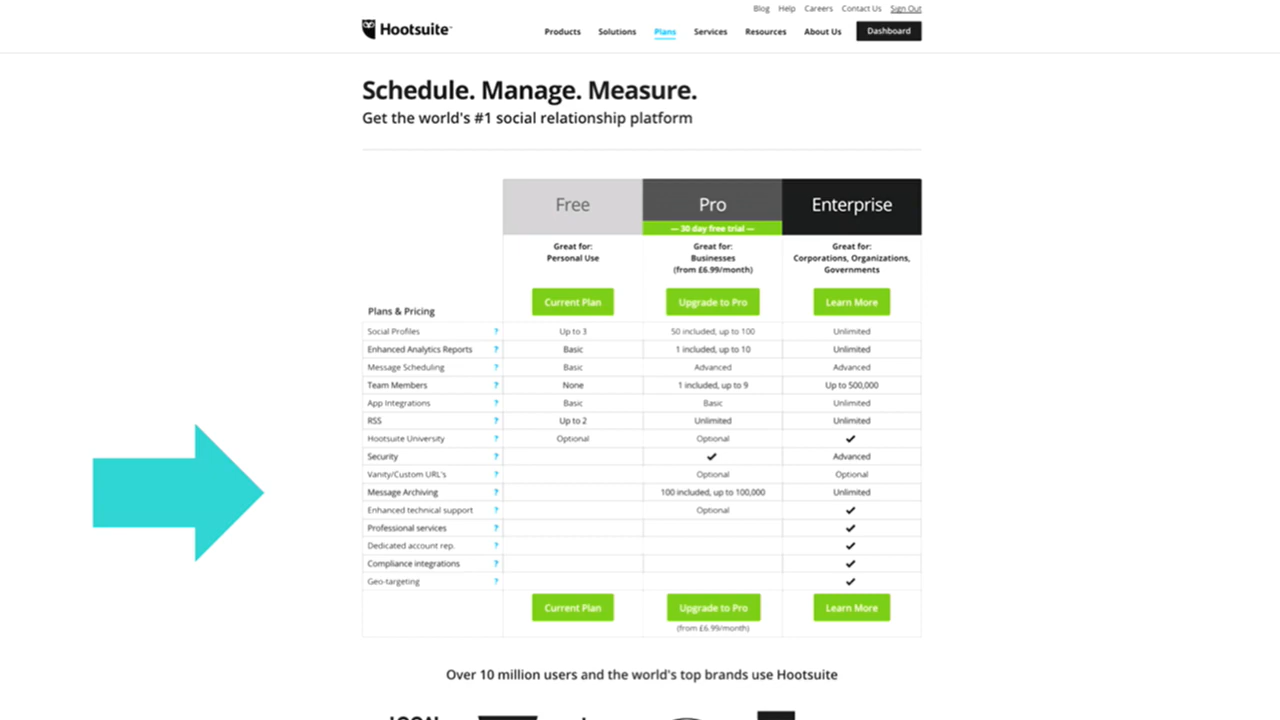 Blog Help Careers Contact Us Sign Out
Hootsuite™
Products Solutions Plans Services Resources About Us Dashboard
Schedule. Manage. Measure.
Get the world's #1 social relationship platform
Free Pro Enterprise
— 30 day free trial —
Great for: Great for: Great for:
Personal Use Businesses Corporations, Organizations,
(from £6.99/month) Governments
Current Plan Upgrade to Pro Learn More
Plans & Pricing
Social Profiles ? Up to 3 50 included, up to 100 Unlimited
Enhanced Analytics Reports ? Basic 1 included, up to 10 Unlimited
Message Scheduling ? Basic Advanced Advanced
Team Members ? None 1 included, up to 9 Up to 500,000
App Integrations ? Basic Basic Unlimited
RSS ? Up to 2 Unlimited Unlimited
Hootsuite University ? Optional Optional ✔
Security ? ✔ Advanced
Vanity/Custom URL's ? Optional Optional
Message Archiving ? 100 included, up to 100,000 Unlimited
Enhanced technical support ? Optional ✔
Professional services ? ✔
Dedicated account rep. ? ✔
Compliance integrations ? ✔
Geo-targeting ? ✔
Current Plan Upgrade to Pro Learn More
(from £6.99/month)
Over 10 million users and the world's top brands use Hootsuite